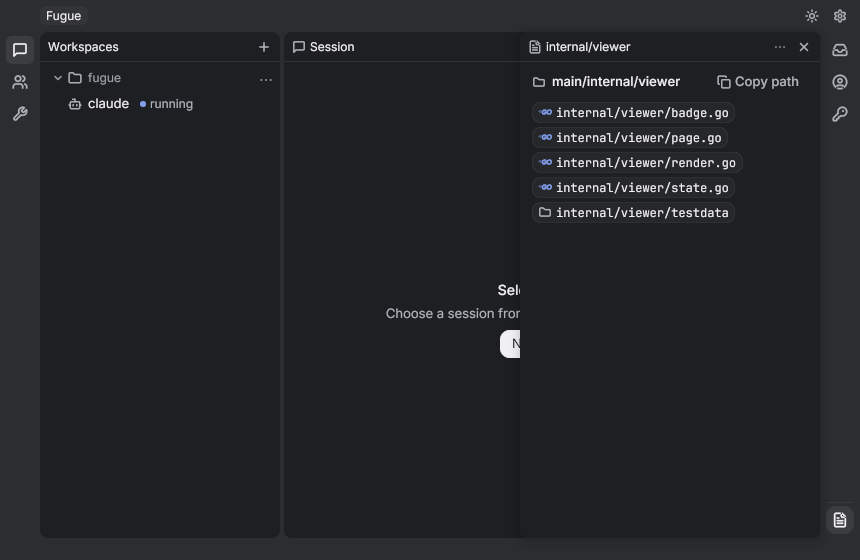 Fugue
Workspaces
fugue
claude running
Session
Choose a session
internal/viewer
main/internal/viewer
Copy path
internal/viewer/badge.go
internal/viewer/page.go
internal/viewer/render.go
internal/viewer/state.go
internal/viewer/testdata